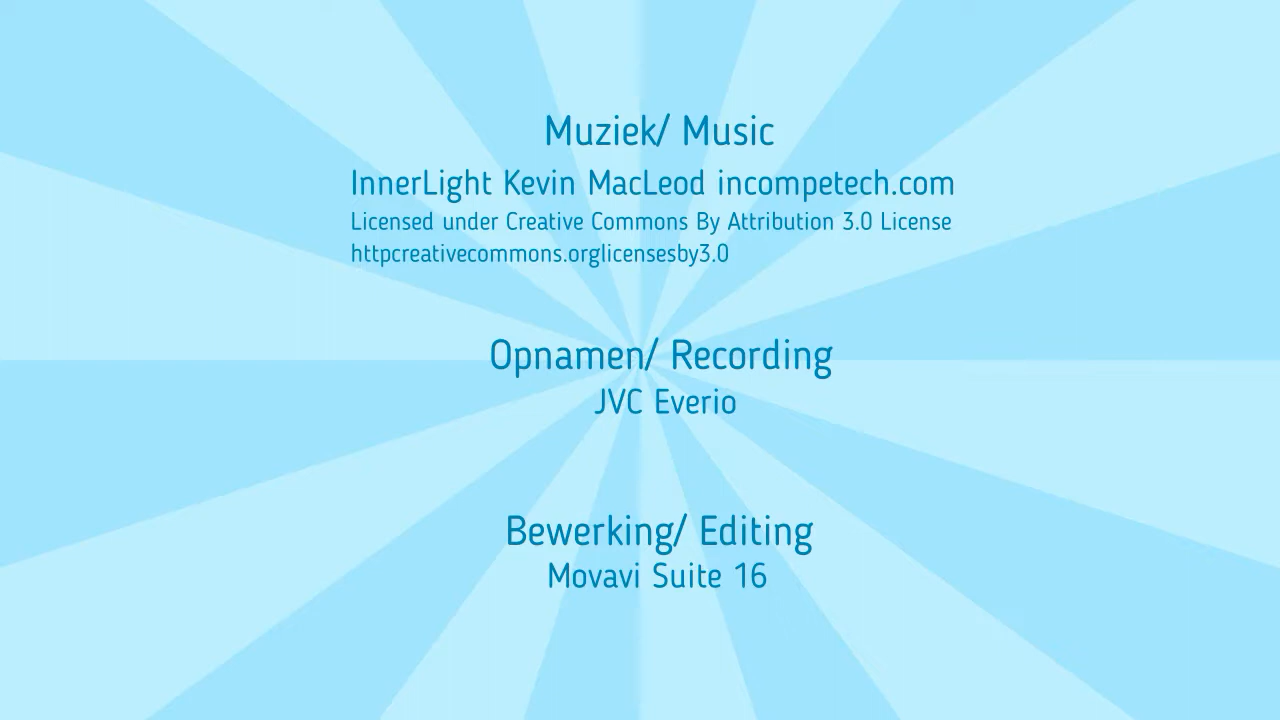 Muziek/ Music
InnerLight Kevin MacLeod incompetech.com
Licensed under Creative Commons By Attribution 3.0 License
httpcreativecommons.orglicensesby3.0
Opnamen/ Recording
JVC Everio
Bewerking/ Editing
Movavi Suite 16